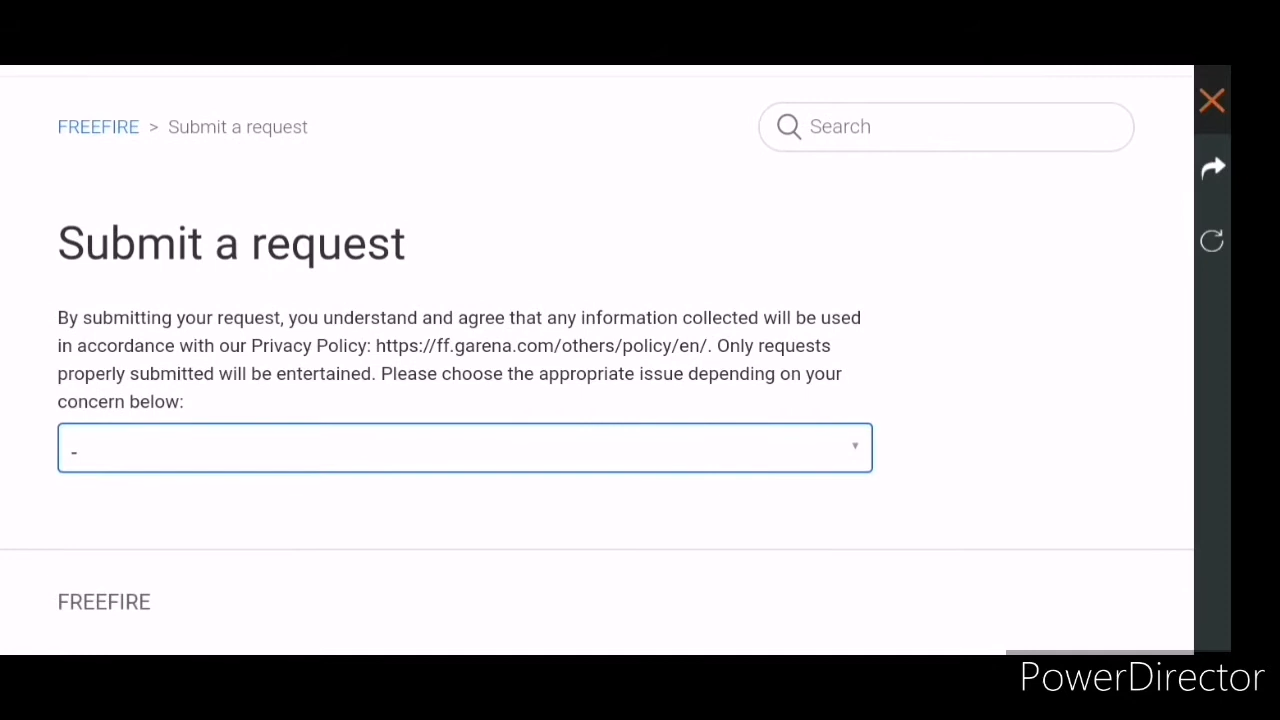 FREEFIRE > Submit a request
Search
Submit a request
By submitting your request, you understand and agree that any information collected will be used
in accordance with our Privacy Policy: https://ff.garena.com/others/policy/en/. Only requests
properly submitted will be entertained. Please choose the appropriate issue depending on your
concern below:
-
FREEFIRE
PowerDirector